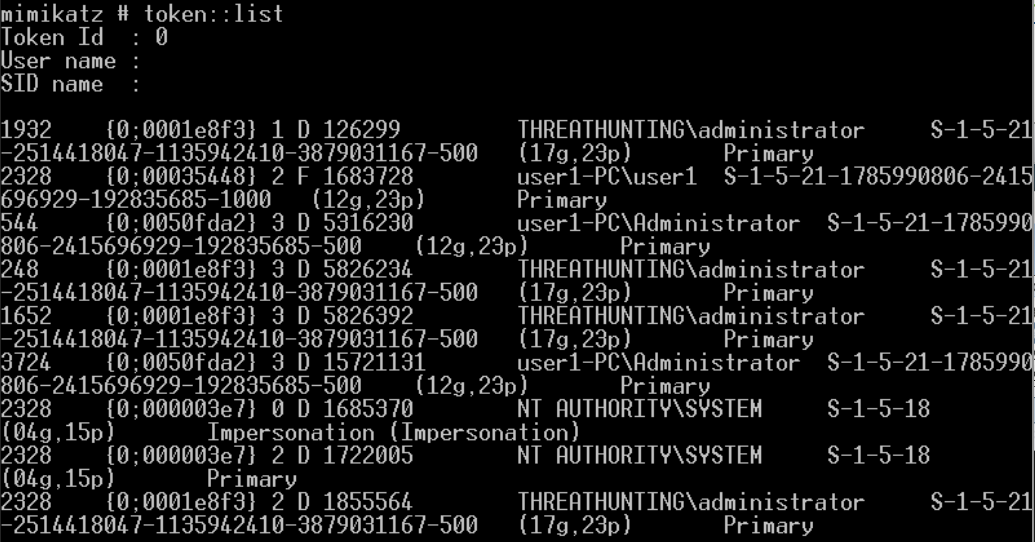 mimikatz # token::list
Token Id  : 0
User name :
SID name  :

1932    {0;0001e8f3} 1 D 126299         THREATHUNTING\administrator     S-1-5-21
-2514418047-1135942410-3879031167-500   (17g,23p)       Primary
2328    {0;00035448} 2 F 1683728        user1-PC\user1  S-1-5-21-1785990806-2415
696929-192835685-1000   (12g,23p)       Primary
544     {0;0050fda2} 3 D 5316230        user1-PC\Administrator  S-1-5-21-1785990
806-2415696929-192835685-500    (12g,23p)       Primary
248     {0;0001e8f3} 3 D 5826234        THREATHUNTING\administrator     S-1-5-21
-2514418047-1135942410-3879031167-500   (17g,23p)       Primary
1652    {0;0001e8f3} 3 D 5826392        THREATHUNTING\administrator     S-1-5-21
-2514418047-1135942410-3879031167-500   (17g,23p)       Primary
3724    {0;0050fda2} 3 D 15721131       user1-PC\Administrator  S-1-5-21-1785990
806-2415696929-192835685-500    (12g,23p)       Primary
2328    {0;000003e7} 0 D 1685370        NT AUTHORITY\SYSTEM     S-1-5-18
(04g,15p)       Impersonation (Impersonation)
2328    {0;000003e7} 2 D 1722005        NT AUTHORITY\SYSTEM     S-1-5-18
(04g,15p)       Primary
2328    {0;0001e8f3} 2 D 1855564        THREATHUNTING\administrator     S-1-5-21
-2514418047-1135942410-3879031167-500   (17g,23p)       Primary